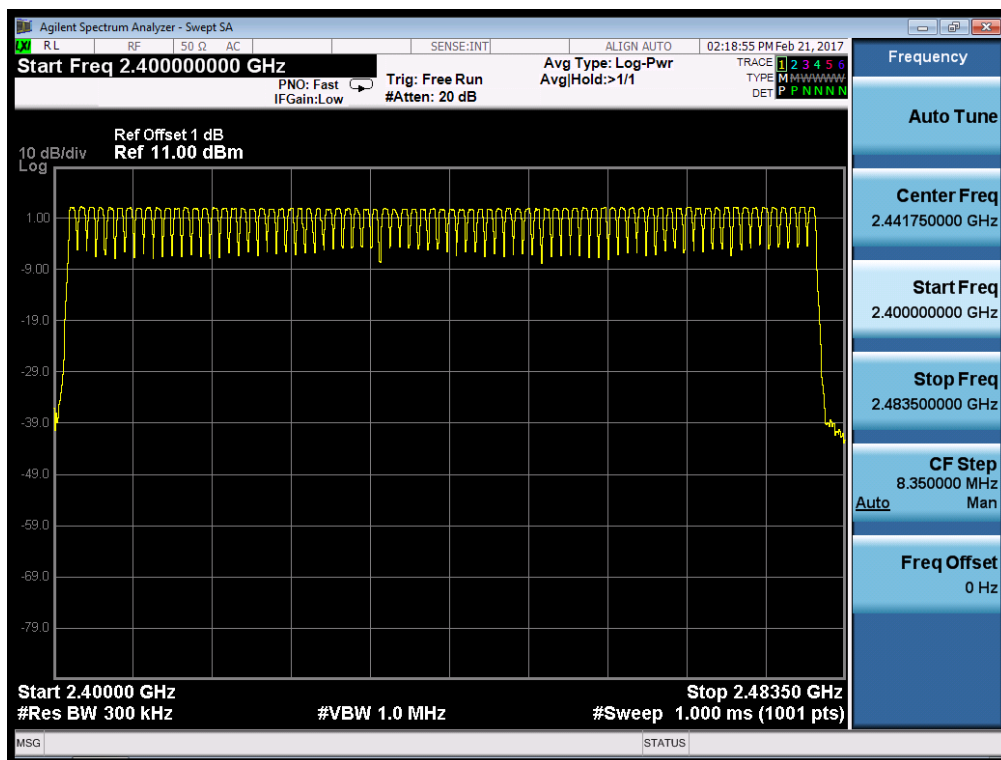 Agilent Spectrum Analyzer - Swept SA
LXI RL RF 50 Ω AC SENSE:INT ALIGN AUTO 02:18:55 PM Feb 21, 2017
Start Freq 2.400000000 GHz
PNO: Fast
IFGain:Low
Trig: Free Run
#Atten: 20 dB
Avg Type: Log-Pwr
Avg|Hold:>1/1
TRACE 1 2 3 4 5 6
TYPE M M W W W W W
DET P P N N N N
Ref Offset 1 dB
10 dB/div Ref 11.00 dBm
Log
1.00
-9.00
-19.0
-29.0
-39.0
-49.0
-59.0
-69.0
-79.0
Start 2.40000 GHz Stop 2.48350 GHz
#Res BW 300 kHz #VBW 1.0 MHz #Sweep 1.000 ms (1001 pts)
MSG STATUS
Frequency
Auto Tune
Center Freq
2.441750000 GHz
Start Freq
2.400000000 GHz
Stop Freq
2.483500000 GHz
CF Step
8.350000 MHz
Auto Man
Freq Offset
0 Hz